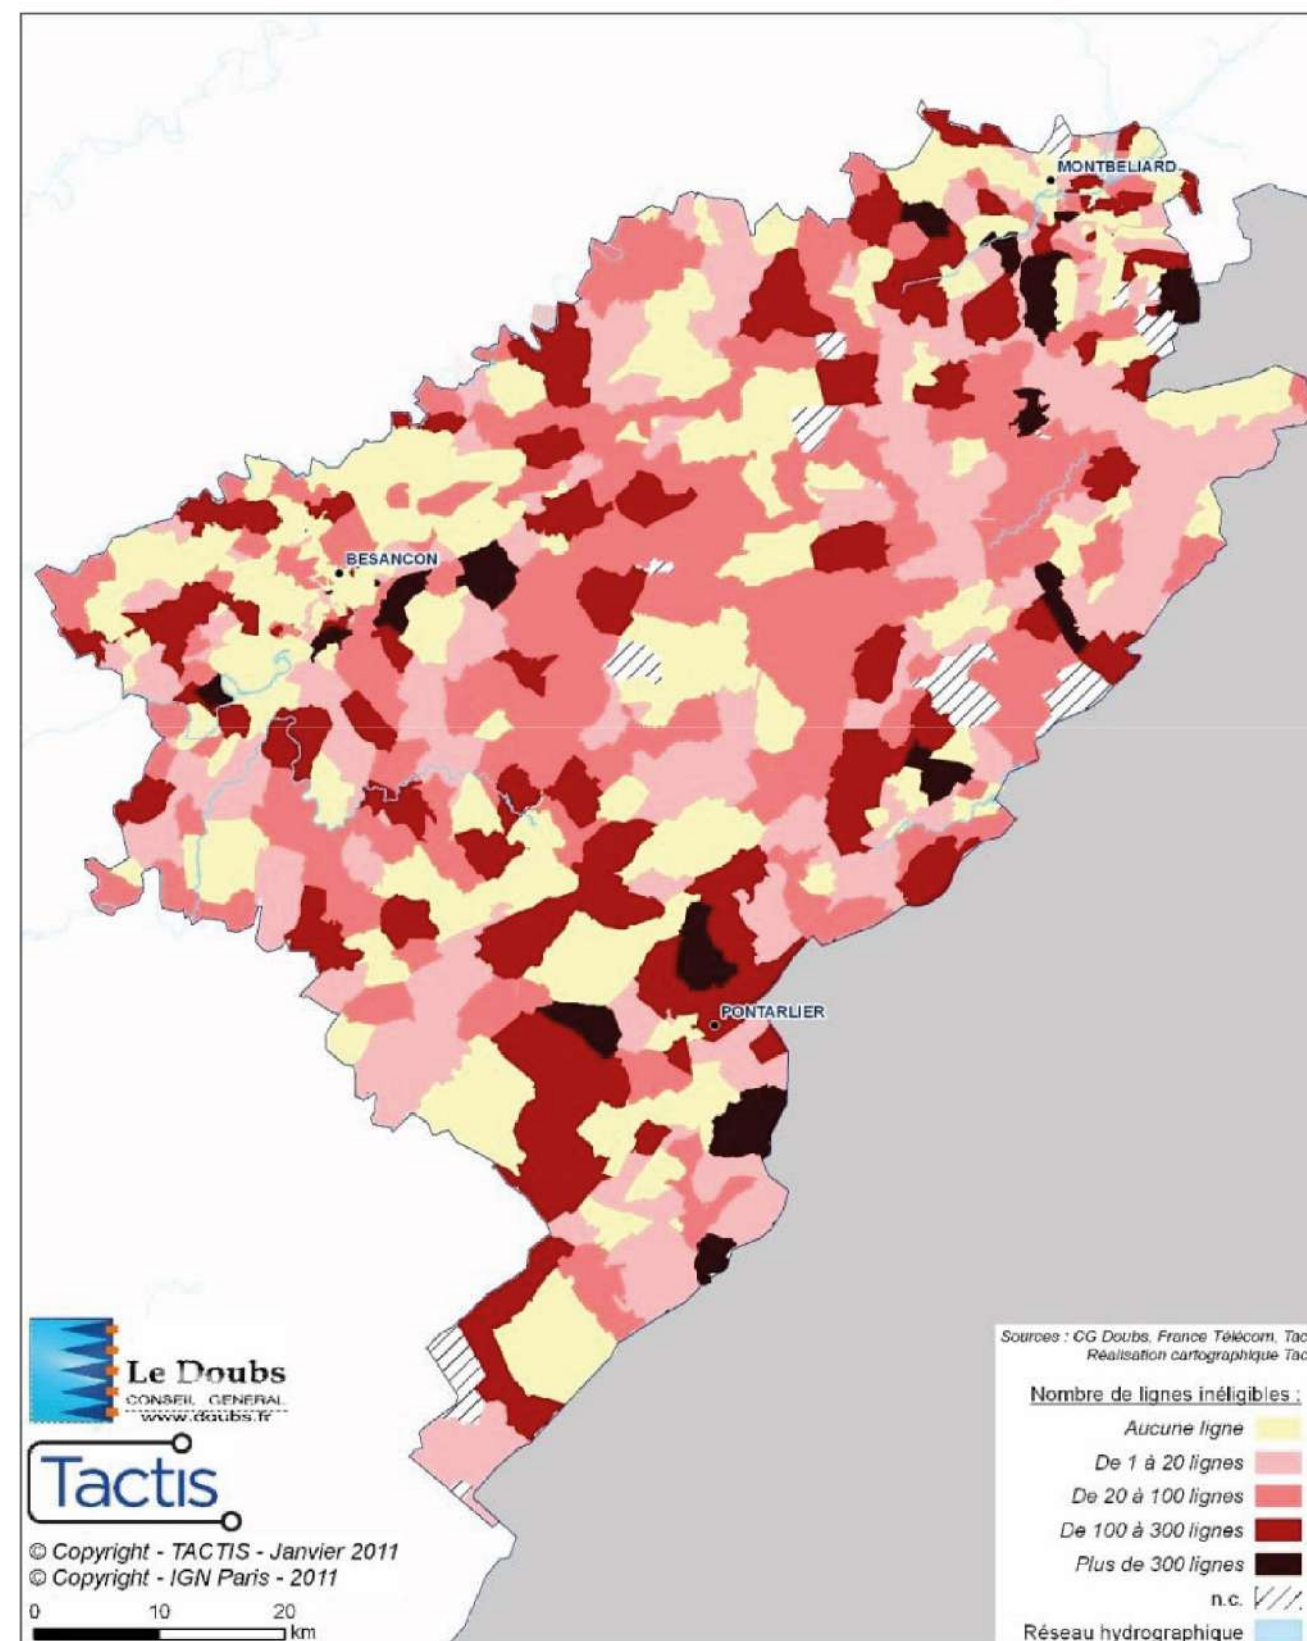 MONTBELIARD
BESANCON
PONTARLIER
Le Doubs
CONSEIL GENERAL
www.doubs.fr
Tactis
© Copyright - TACTIS - Janvier 2011
© Copyright - IGN Paris - 2011
0 10 20
km
Sources : CG Doubs, France Télécom, Tac
Réalisation cartographique Tac
Nombre de lignes inéligibles :
Aucune ligne
De 1 à 20 lignes
De 20 à 100 lignes
De 100 à 300 lignes
Plus de 300 lignes
n.c.
Réseau hydrographique